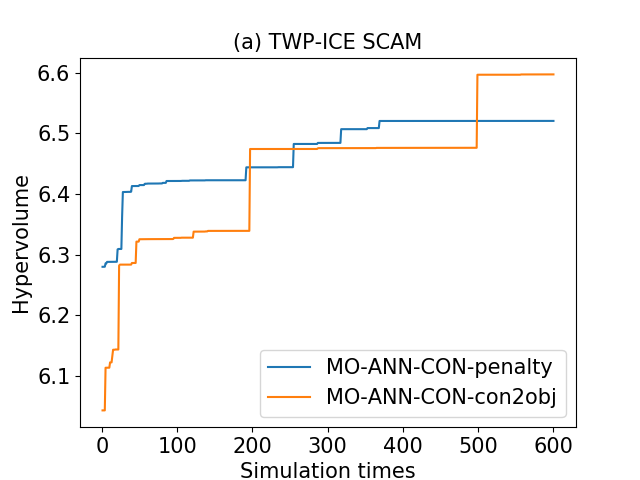 (a) TWP-ICE SCAM
6.6
6.5
6.4
6.3
6.2
6.1
Hypervolume
MO-ANN-CON-penalty
MO-ANN-CON-con2obj
0 100 200 300 400 500 600
Simulation times